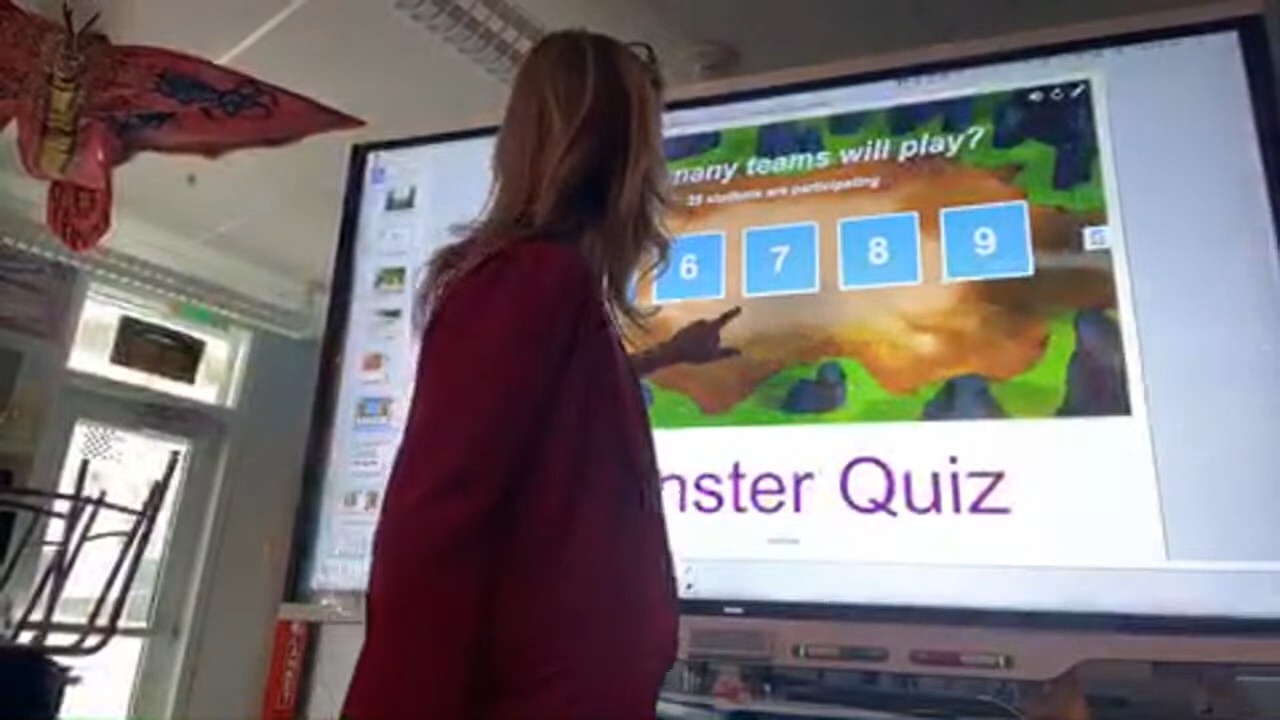 many teams will play?
students are participating
6 7 8 9
nster Quiz